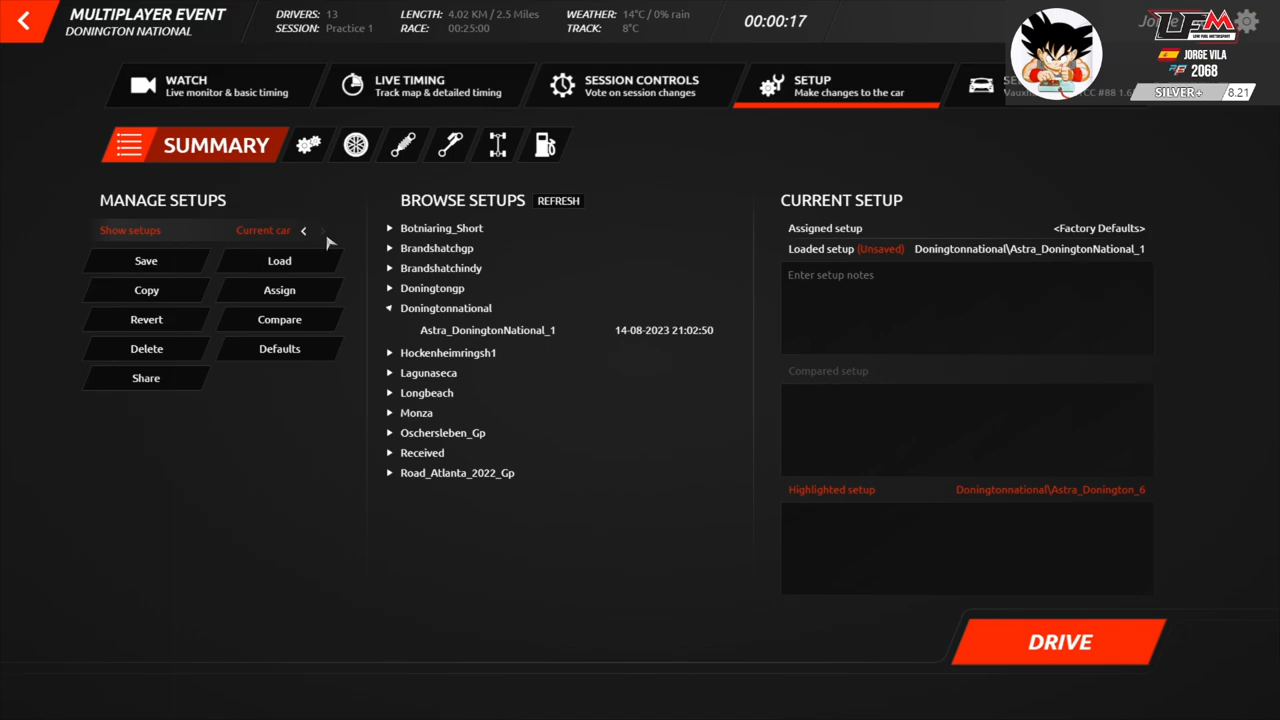 MULTIPLAYER EVENT
DONINGTON NATIONAL
DRIVERS: 13
SESSION: Practice 1
LENGTH: 4.02 KM / 2.5 Miles
RACE: 00:25:00
WEATHER: 14°C / 0% rain
TRACK: 8°C
00:00:17
LFM
LOW FUEL MOTORSPORT
JORGE VILA
2068
SILVER+ 8.21
WATCH
Live monitor & basic timing
LIVE TIMING
Track map & detailed timing
SESSION CONTROLS
Vote on session changes
SETUP
Make changes to the car
SUMMARY
MANAGE SETUPS
Show setups Current car
Save Load
Copy Assign
Revert Compare
Delete Defaults
Share
BROWSE SETUPS REFRESH
Botniaring_Short
Brandshatchgp
Brandshatchindy
Doningtongp
Doningtonnational
Astra_DoningtonNational_1 14-08-2023 21:02:50
Hockenheimringsh1
Lagunaseca
Longbeach
Monza
Oschersleben_Gp
Received
Road_Atlanta_2022_Gp
CURRENT SETUP
Assigned setup <Factory Defaults>
Loaded setup (Unsaved) Doningtonnational\Astra_DoningtonNational_1
Enter setup notes
Compared setup
Highlighted setup Doningtonnational\Astra_Donington_6
DRIVE